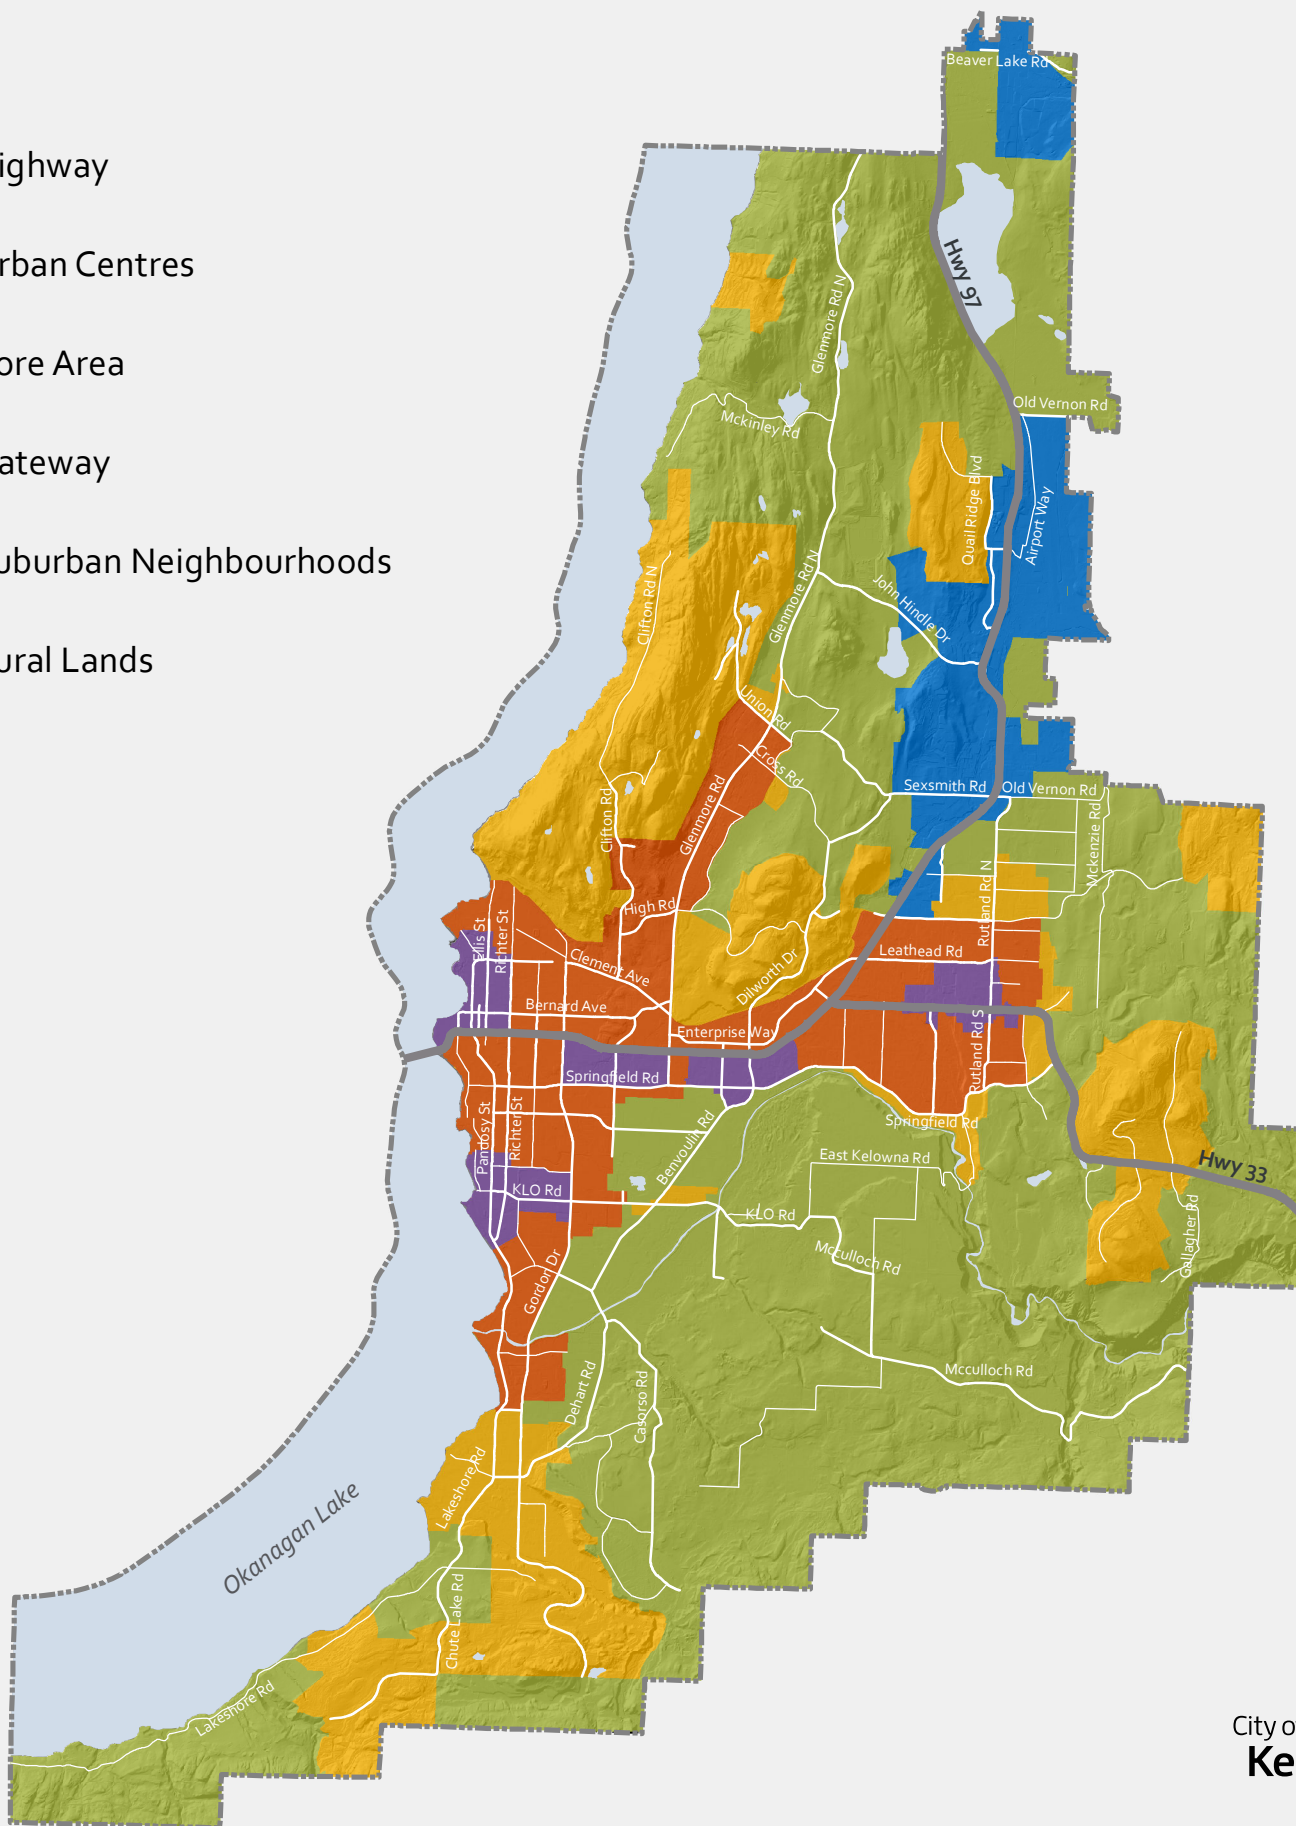 ighway
rban Centres
ore Area
ateway
uburban Neighbourhoods
ural Lands
Beaver Lake Rd
Hwy 97
Glenmore Rd N
Old Vernon Rd
Mckinley Rd
Quail Ridge Blvd
Airport Way
Clifton Rd N
Glenmore Rd N
John Hindle Dr
Union Rd
Cross Rd
Sexsmith Rd
Old Vernon Rd
Clifton Rd
Glenmore Rd
Mckenzie Rd
Rutland Rd N
High Rd
Ellis St
Richter St
Clement Ave
Leathead Rd
Dilworth Dr
Bernard Ave
Enterprise Way
Rutland Rd S
Springfield Rd
Springfield Rd
Pandosy St
Richter St
Benvoulin Rd
East Kelowna Rd
Hwy 33
KLO Rd
KLO Rd
Gallagher Rd
Mcculloch Rd
Gordon Dr
Mcculloch Rd
Dehart Rd
Casorso Rd
Lakeshore Rd
Okanagan Lake
Chute Lake Rd
Lakeshore Rd
City o
Ke